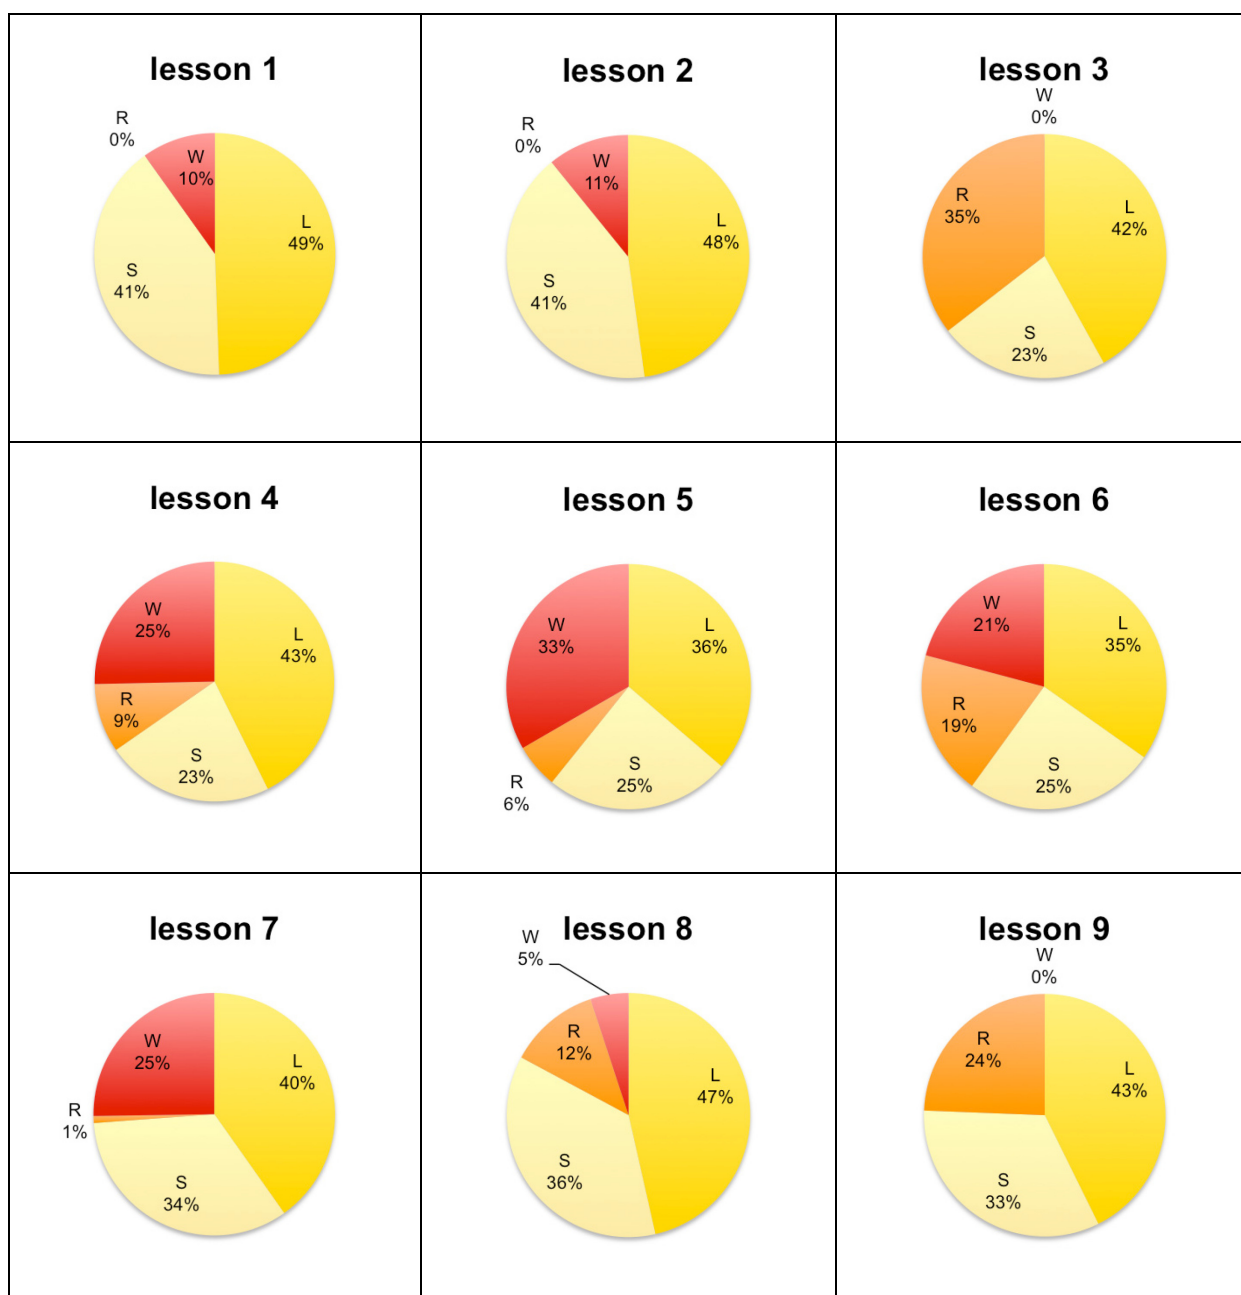 lesson 1
R
0%
W
10%
L
49%
S
41%
lesson 2
R
0%
W
11%
L
48%
S
41%
lesson 3
W
0%
R
35%
L
42%
S
23%
lesson 4
W
25%
L
43%
R
9%
S
23%
lesson 5
W
33%
L
36%
R
6%
S
25%
lesson 6
W
21%
L
35%
R
19%
S
25%
lesson 7
W
25%
L
40%
R
1%
S
34%
lesson 8
W
5%
R
12%
L
47%
S
36%
lesson 9
W
0%
R
24%
L
43%
S
33%